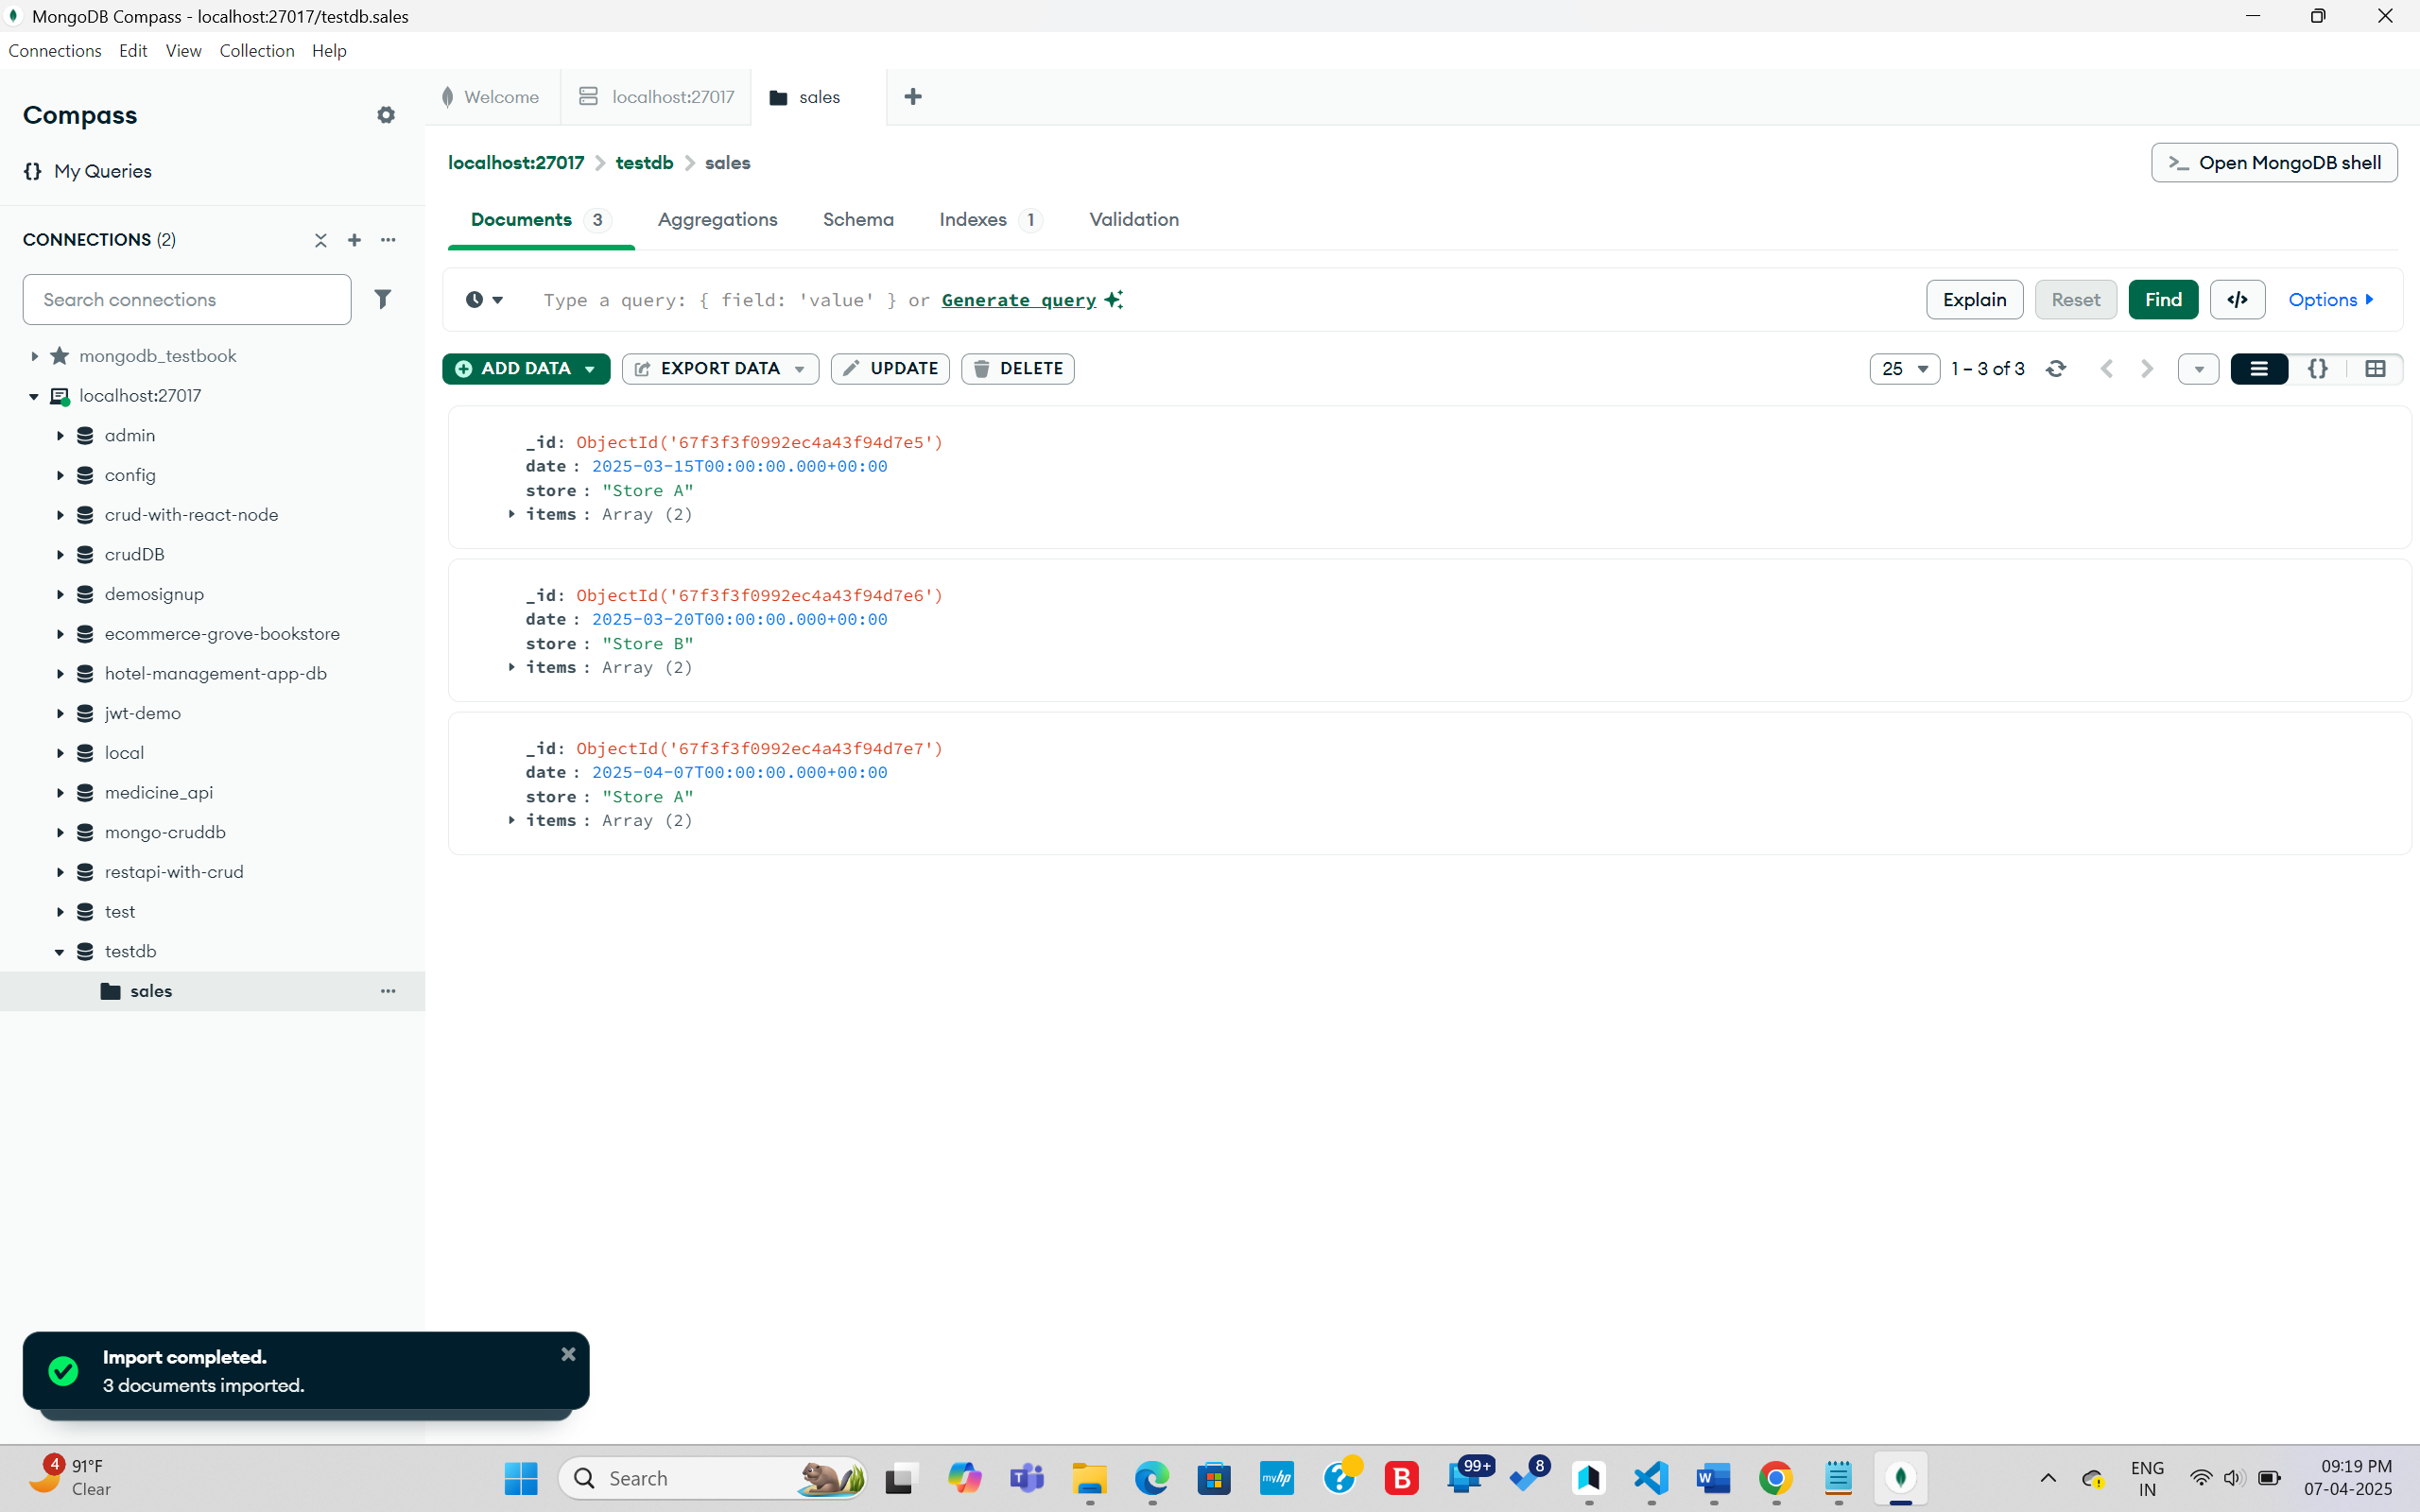 MongoDB Compass - localhost:27017/testdb.sales
Connections Edit View Collection Help
Compass
{} My Queries
CONNECTIONS (2)
Search connections
mongodb_testbook
localhost:27017
admin
config
crud-with-react-node
crudDB
demosignup
ecommerce-grove-bookstore
hotel-management-app-db
jwt-demo
local
medicine_api
mongo-cruddb
restapi-with-crud
test
testdb
sales
Welcome localhost:27017 sales
localhost:27017 > testdb > sales
>_ Open MongoDB shell
Documents 3 Aggregations Schema Indexes 1 Validation
Type a query: { field: 'value' } or Generate query
Explain Reset Find </> Options
ADD DATA EXPORT DATA UPDATE DELETE
25 1 – 3 of 3 {}
_id: ObjectId('67f3f3f0992ec4a43f94d7e5')
date : 2025-03-15T00:00:00.000+00:00
store : "Store A"
items : Array (2)
_id: ObjectId('67f3f3f0992ec4a43f94d7e6')
date : 2025-03-20T00:00:00.000+00:00
store : "Store B"
items : Array (2)
_id: ObjectId('67f3f3f0992ec4a43f94d7e7')
date : 2025-04-07T00:00:00.000+00:00
store : "Store A"
items : Array (2)
Import completed.
3 documents imported.
4 91°F
Clear
Search
T
myhp
?
B
99+
8
W
ENG
IN
09:19 PM
07-04-2025